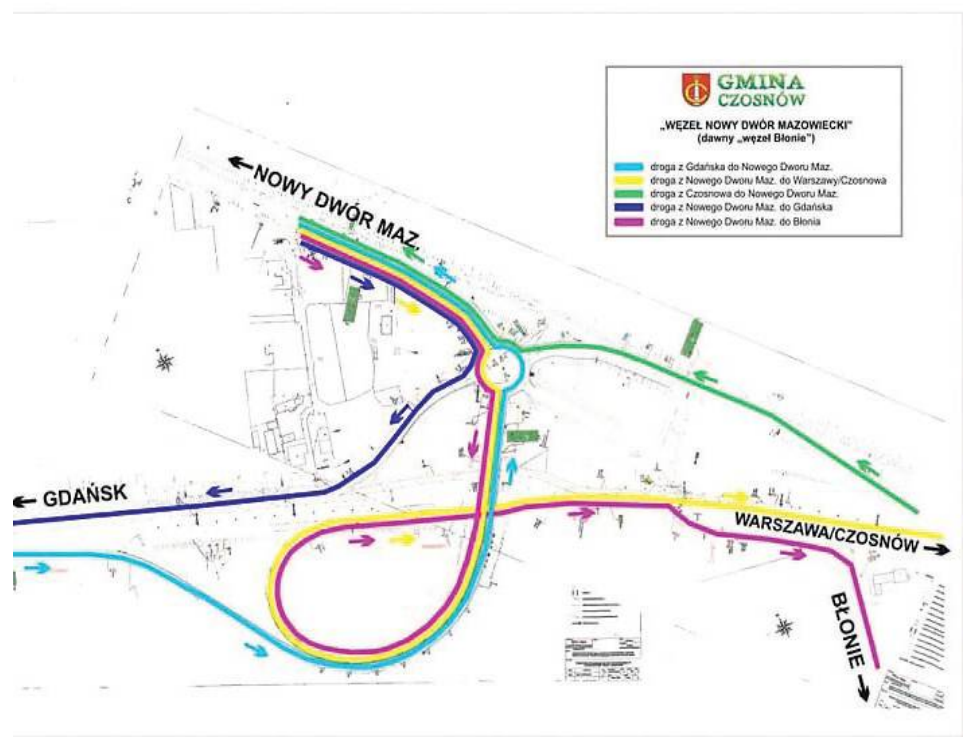 GMINA
CZOSNÓW
„WĘZEŁ NOWY DWÓR MAZOWIECKI"
(dawny „węzeł Błonie")
droga z Gdańska do Nowego Dworu Maz.
droga z Nowego Dworu Maz. do Warszawy/Czosnowa
droga z Czosnowa do Nowego Dworu Maz.
droga z Nowego Dworu Maz. do Gdańska
droga z Nowego Dworu Maz. do Błonia
NOWY DWÓR MAZ.
GDAŃSK
WARSZAWA/CZOSNÓW
BŁONIE